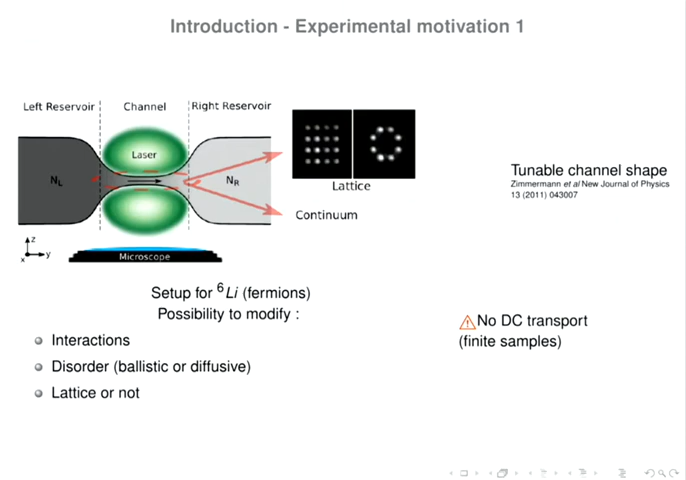 Introduction - Experimental motivation 1
Left Reservoir
Channel
Right Reservoir
Laser
N_L
N_R
Lattice
Continuum
z
x
y
Microscope
Tunable channel shape
Zimmermann et al New Journal of Physics
13 (2011) 043007
Setup for ⁶Li (fermions)
Possibility to modify :
Interactions
Disorder (ballistic or diffusive)
Lattice or not
⚠No DC transport
(finite samples)